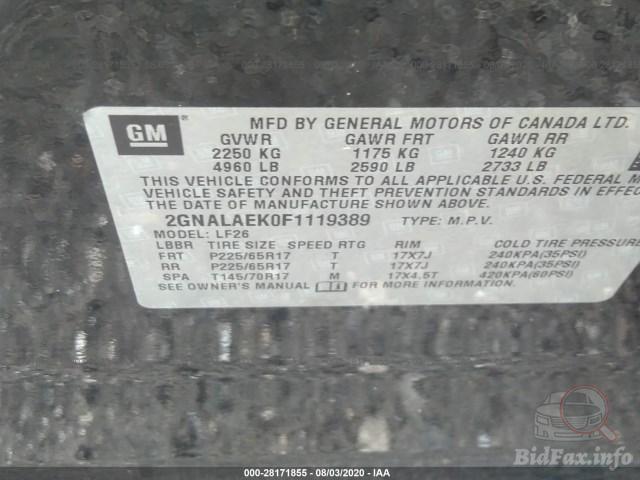 GM
®
MFD BY GENERAL MOTORS OF CANADA LTD.
GVWR GAWR FRT GAWR RR
2250 KG 1175 KG 1240 KG
4960 LB 2590 LB 2733 LB
THIS VEHICLE CONFORMS TO ALL APPLICABLE U.S. FEDERAL M
VEHICLE SAFETY AND THEFT PREVENTION STANDARDS IN EFFECT
THE DATE OF MANUFACTURE SHOWN ABOVE.
2GNALAEK0F1119389 TYPE: M.P.V.
MODEL: LF26
LBBR TIRE SIZE SPEED RTG RIM COLD TIRE PRESSURE
FRT P225/65R17 T 17X7J 240KPA(35PSI)
RR P225/65R17 T 17X7J 240KPA(35PSI)
SPA T145/70R17 M 17X4.5T 420KPA(60PSI)
SEE OWNER'S MANUAL FOR MORE INFORMATION.
BidFax.info
000-28171855 - 08/03/2020 - IAA